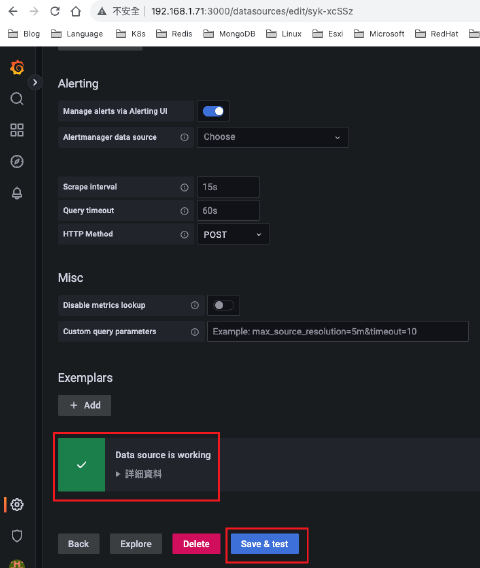 不安全 192.168.1.71:3000/datasources/edit/syk-xcSSz
Blog Language K8s Redis MongoDB Linux Esxi Microsoft RedHat
Alerting
Manage alerts via Alerting UI
Alertmanager data source Choose
Scrape interval 15s
Query timeout 60s
HTTP Method POST
Misc
Disable metrics lookup
Custom query parameters Example: max_source_resolution=5m&timeout=10
Exemplars
+ Add
Data source is working
詳細資料
Back Explore Delete Save & test